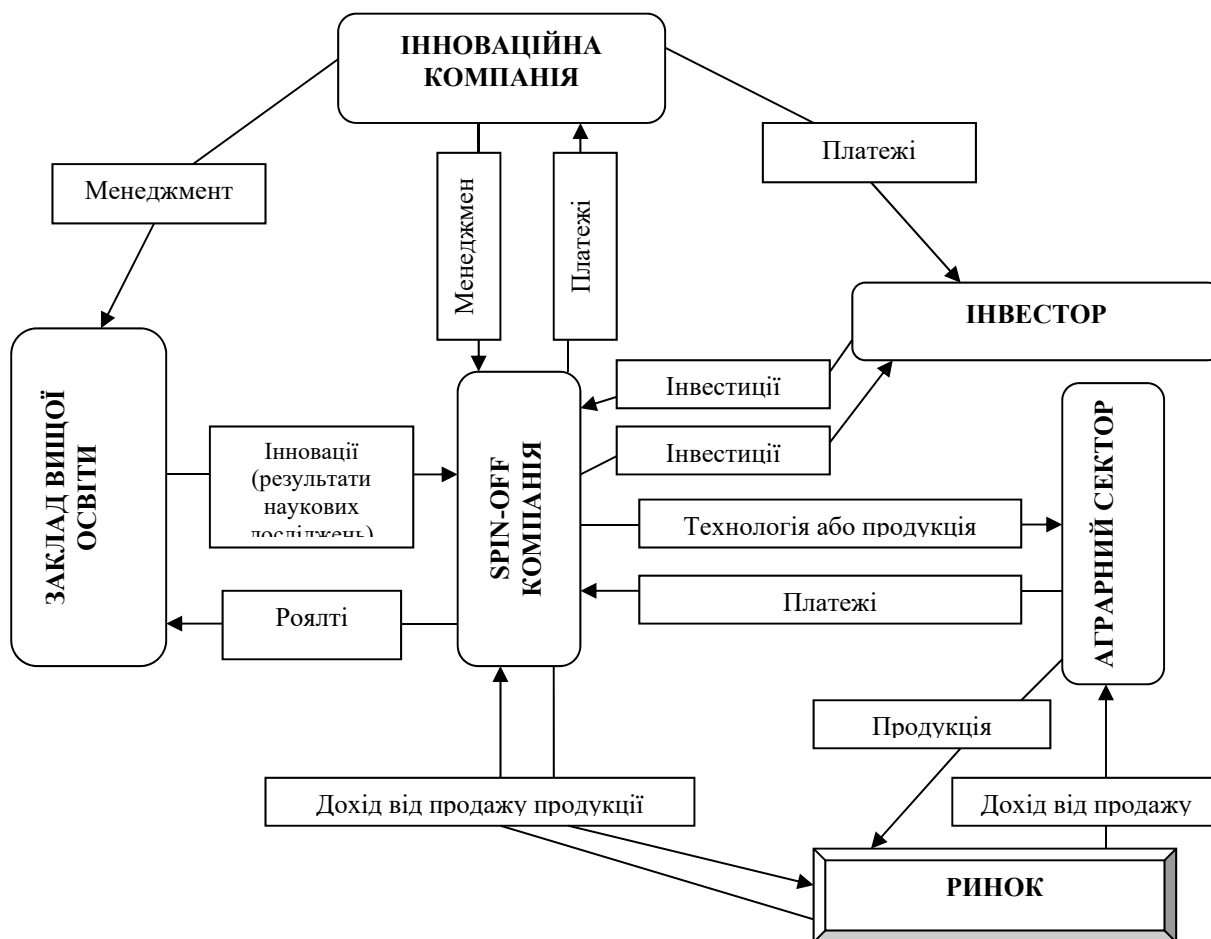 ІННОВАЦІЙНА
КОМПАНІЯ
Менеджмент
Менеджмен
Платежі
Платежі
ІНВЕСТОР
Інвестиції
Інвестиції
ЗАКЛАД ВИЩОЇ
ОСВІТИ
Інновації
(результати
наукових
досліджень)
SPIN-OFF
КОМПАНІЯ
Технологія або продукція
Платежі
АГРАРНИЙ СЕКТОР
Роялті
Продукція
Дохід від продажу продукції
Дохід від продажу
РИНОК